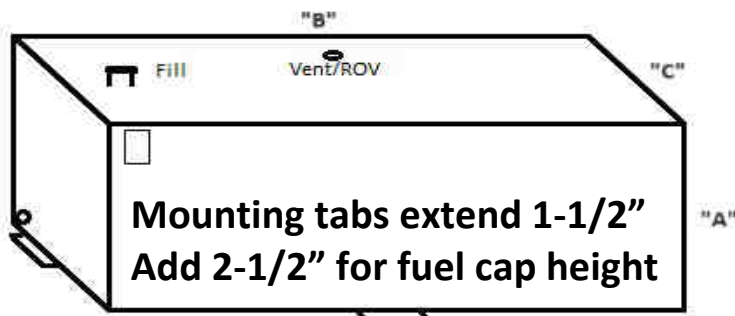 "B"
Fill
Vent/ROV
"C"
Mounting tabs extend 1-1/2”
"A"
Add 2-1/2” for fuel cap height